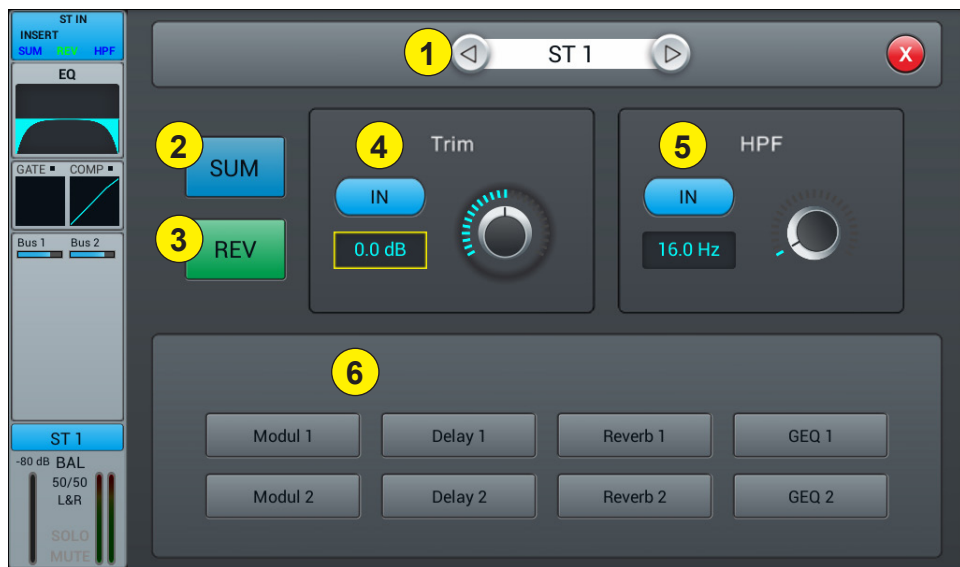 ST IN
INSERT
SUM REV HPF
EQ
GATE COMP
Bus 1 Bus 2
ST 1
-80 dB BAL
50/50
L&R
SOLO
MUTE
1 ST 1 X
2 SUM
3 REV
4 Trim
IN
0.0 dB
5 HPF
IN
16.0 Hz
6
Modul 1 Delay 1 Reverb 1 GEQ 1
Modul 2 Delay 2 Reverb 2 GEQ 2